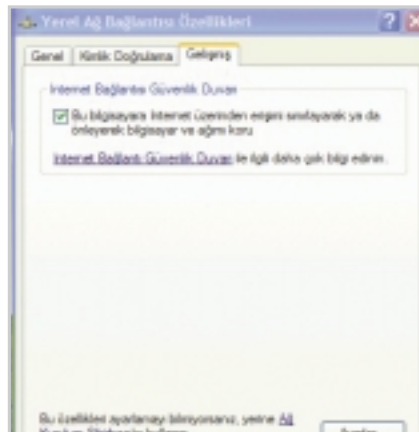 Yerel Ağ Bağlantısı Özellikleri
Genel Kimlik Doğrulama Gelişmiş
Internet Bağlantısı Güvenlik Duvarı
Bu bilgisayara Internet üzerinden erişimi sınırlayarak ya da
önleyerek bilgisayar ve ağımı koru
Internet Bağlantı Güvenlik Duvarı ile ilgili daha çok bilgi edinin.
Bu özellikleri ayarlamayı bilmiyorsanız, yerine Ağ